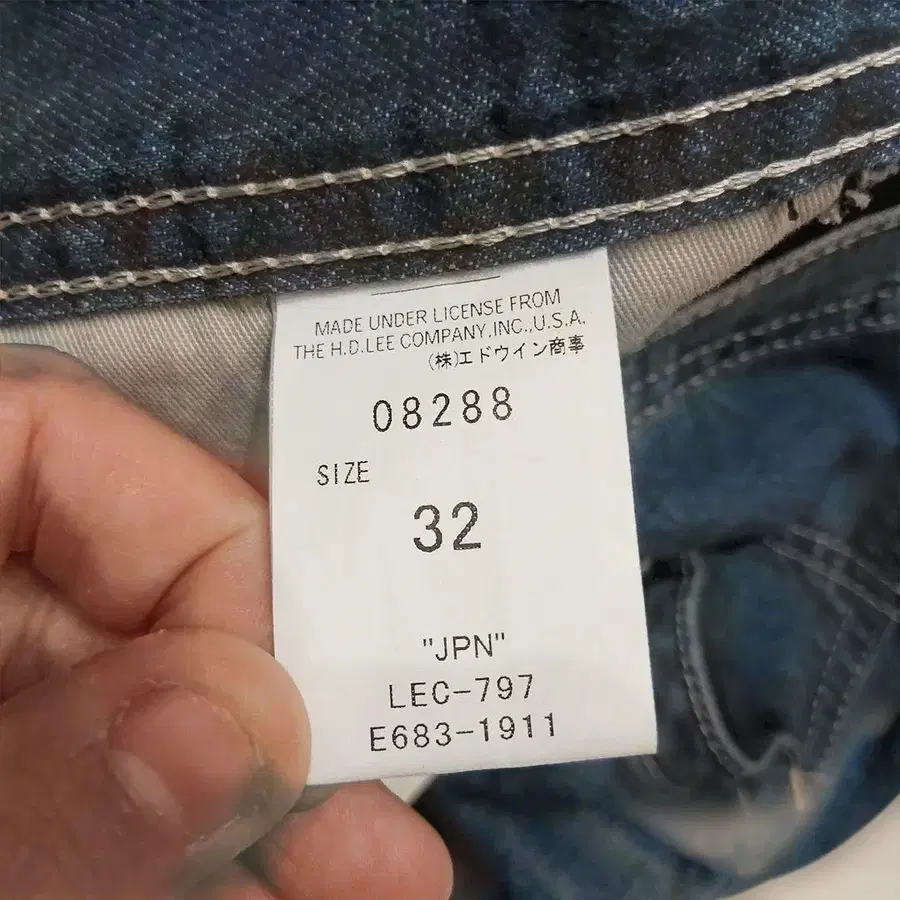 MADE UNDER LICENSE FROM
THE H.D.LEE COMPANY,INC.,U.S.A.
(株)エドウイン商事
08288
SIZE
32
"JPN"
LEC-797
E683-1911